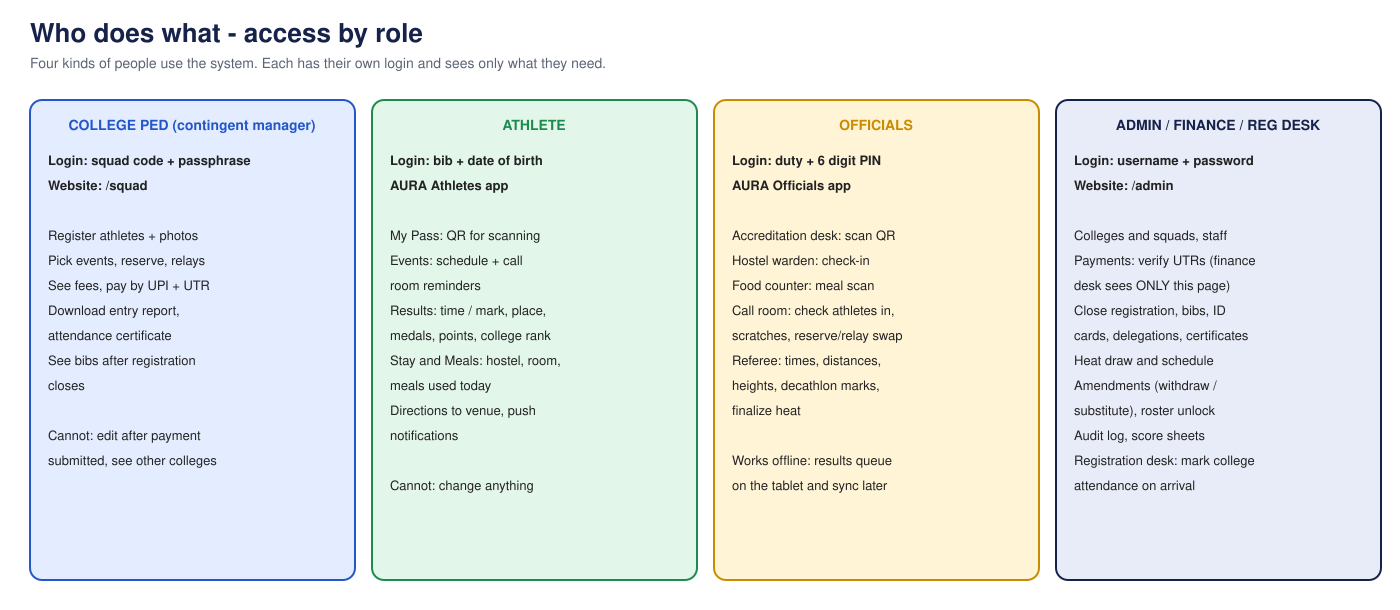 Who does what - access by role
Four kinds of people use the system. Each has their own login and sees only what they need.
COLLEGE PED (contingent manager)
Login: squad code + passphrase
Website: /squad
Register athletes + photos
Pick events, reserve, relays
See fees, pay by UPI + UTR
Download entry report,
attendance certificate
See bibs after registration
closes
Cannot: edit after payment
submitted, see other colleges
ATHLETE
Login: bib + date of birth
AURA Athletes app
My Pass: QR for scanning
Events: schedule + call
room reminders
Results: time / mark, place,
medals, points, college rank
Stay and Meals: hostel, room,
meals used today
Directions to venue, push
notifications
Cannot: change anything
OFFICIALS
Login: duty + 6 digit PIN
AURA Officials app
Accreditation desk: scan QR
Hostel warden: check-in
Food counter: meal scan
Call room: check athletes in,
scratches, reserve/relay swap
Referee: times, distances,
heights, decathlon marks,
finalize heat
Works offline: results queue
on the tablet and sync later
ADMIN / FINANCE / REG DESK
Login: username + password
Website: /admin
Colleges and squads, staff
Payments: verify UTRs (finance
desk sees ONLY this page)
Close registration, bibs, ID
cards, delegations, certificates
Heat draw and schedule
Amendments (withdraw /
substitute), roster unlock
Audit log, score sheets
Registration desk: mark college
attendance on arrival